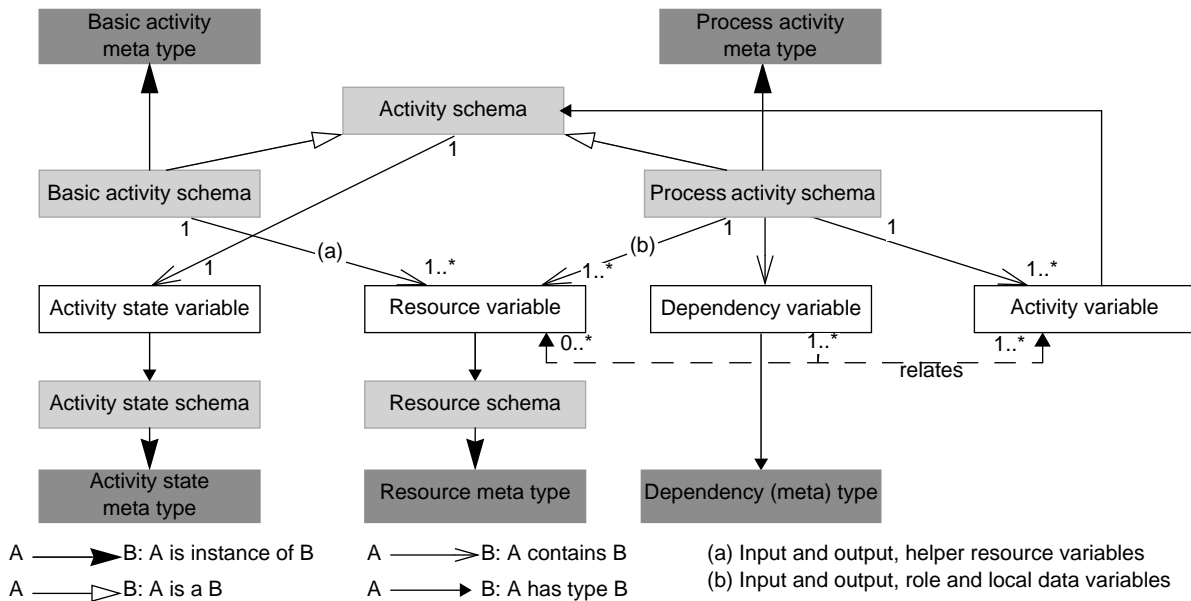 Basic activity
meta type
Process activity
meta type
Activity schema
1
Basic activity schema
Process activity schema
1
(a)
(b)
1
1
1
1..*
1..*
1..*
Activity state variable
Resource variable
Dependency variable
Activity variable
0..*
1..*
1..*
relates
Activity state schema
Resource schema
Activity state
meta type
Resource meta type
Dependency (meta) type
A B: A is instance of B
A B: A contains B
(a) Input and output, helper resource variables
A B: A is a B
A B: A has type B
(b) Input and output, role and local data variables